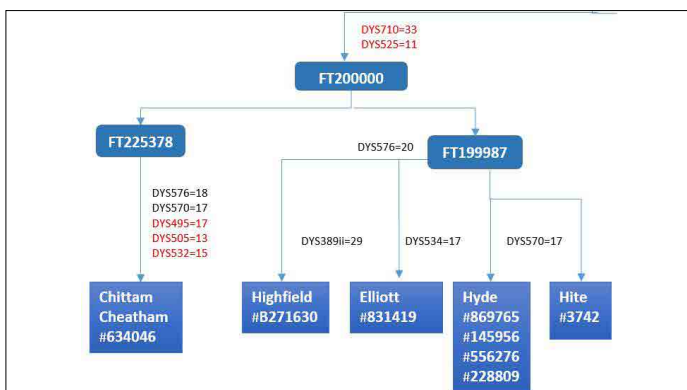 DYS710=33
DYS525=11
FT200000
FT225378
DYS576=20
FT199987
DYS576=18
DYS570=17
DYS495=17
DYS505=13
DYS532=15
DYS389ii=29
DYS534=17
DYS570=17
Chittam
Cheatham
#634046
Highfield
#B271630
Elliott
#831419
Hyde
#869765
#145956
#556276
#228809
Hite
#3742